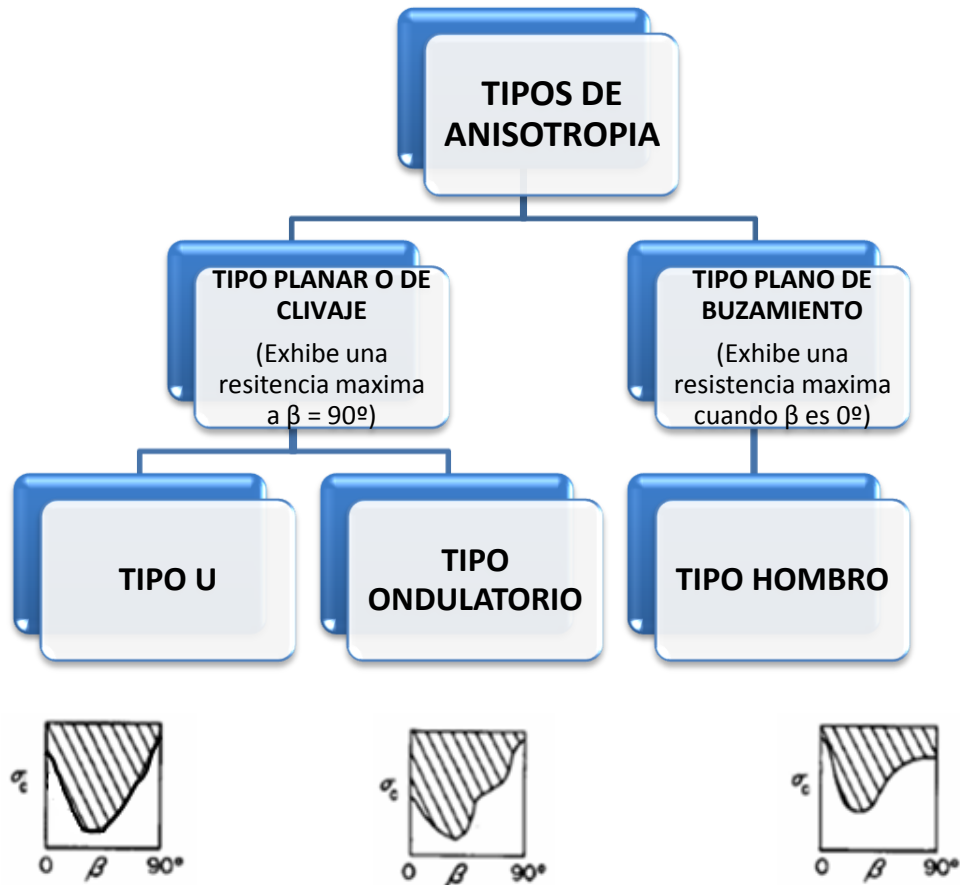 TIPOS DE
ANISOTROPIA
TIPO PLANAR O DE
CLIVAJE
(Exhibe una
resitencia maxima
a β = 90º)
TIPO PLANO DE
BUZAMIENTO
(Exhibe una
resistencia maxima
cuando β es 0º)
TIPO U
TIPO
ONDULATORIO
TIPO HOMBRO
σc
0 β 90°
σc
0 β 90°
σc
0 β 90°